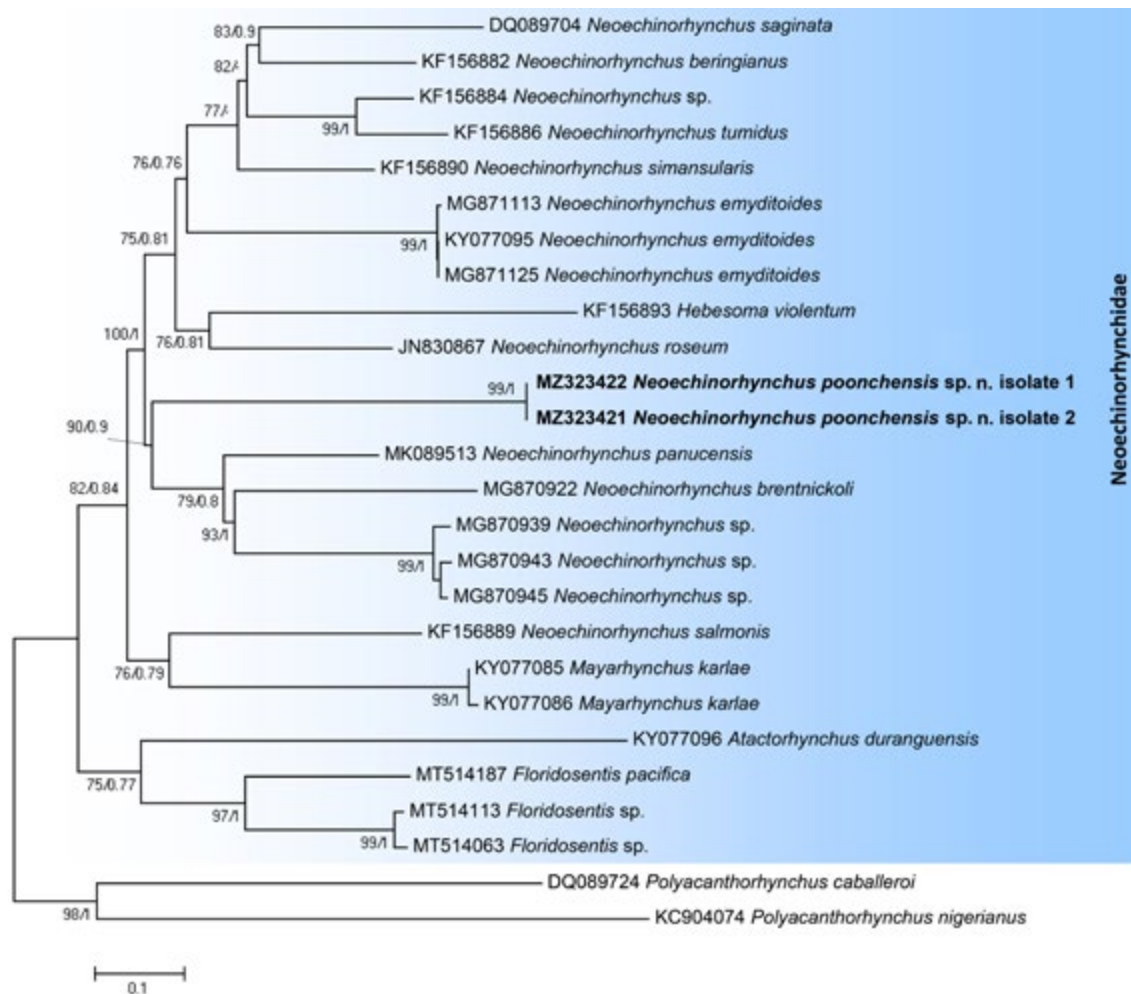 83/0.9
DQ089704 Neoechinorhynchus saginata
82/-
KF156882 Neoechinorhynchus beringianus
77/-
KF156884 Neoechinorhynchus sp.
99/1
KF156886 Neoechinorhynchus tumidus
76/0.76
KF156890 Neoechinorhynchus simansularis
MG871113 Neoechinorhynchus emyditoides
75/0.81
99/1
KY077095 Neoechinorhynchus emyditoides
MG871125 Neoechinorhynchus emyditoides
KF156893 Hebesoma violentum
100/1
76/0.81
JN830867 Neoechinorhynchus roseum
99/1
MZ323422 Neoechinorhynchus poonchensis sp. n. isolate 1
MZ323421 Neoechinorhynchus poonchensis sp. n. isolate 2
90/0.9
MK089513 Neoechinorhynchus panucensis
82/0.84
79/0.8
MG870922 Neoechinorhynchus brentnickoli
93/1
MG870939 Neoechinorhynchus sp.
99/1
MG870943 Neoechinorhynchus sp.
MG870945 Neoechinorhynchus sp.
KF156889 Neoechinorhynchus salmonis
76/0.79
KY077085 Mayarhynchus karlae
99/1
KY077086 Mayarhynchus karlae
KY077096 Atactorhynchus duranguensis
75/0.77
MT514187 Floridosentis pacifica
97/1
MT514113 Floridosentis sp.
99/1
MT514063 Floridosentis sp.
Neoechinorhynchidae
DQ089724 Polyacanthorhynchus caballeroi
98/1
KC904074 Polyacanthorhynchus nigerianus
0.1